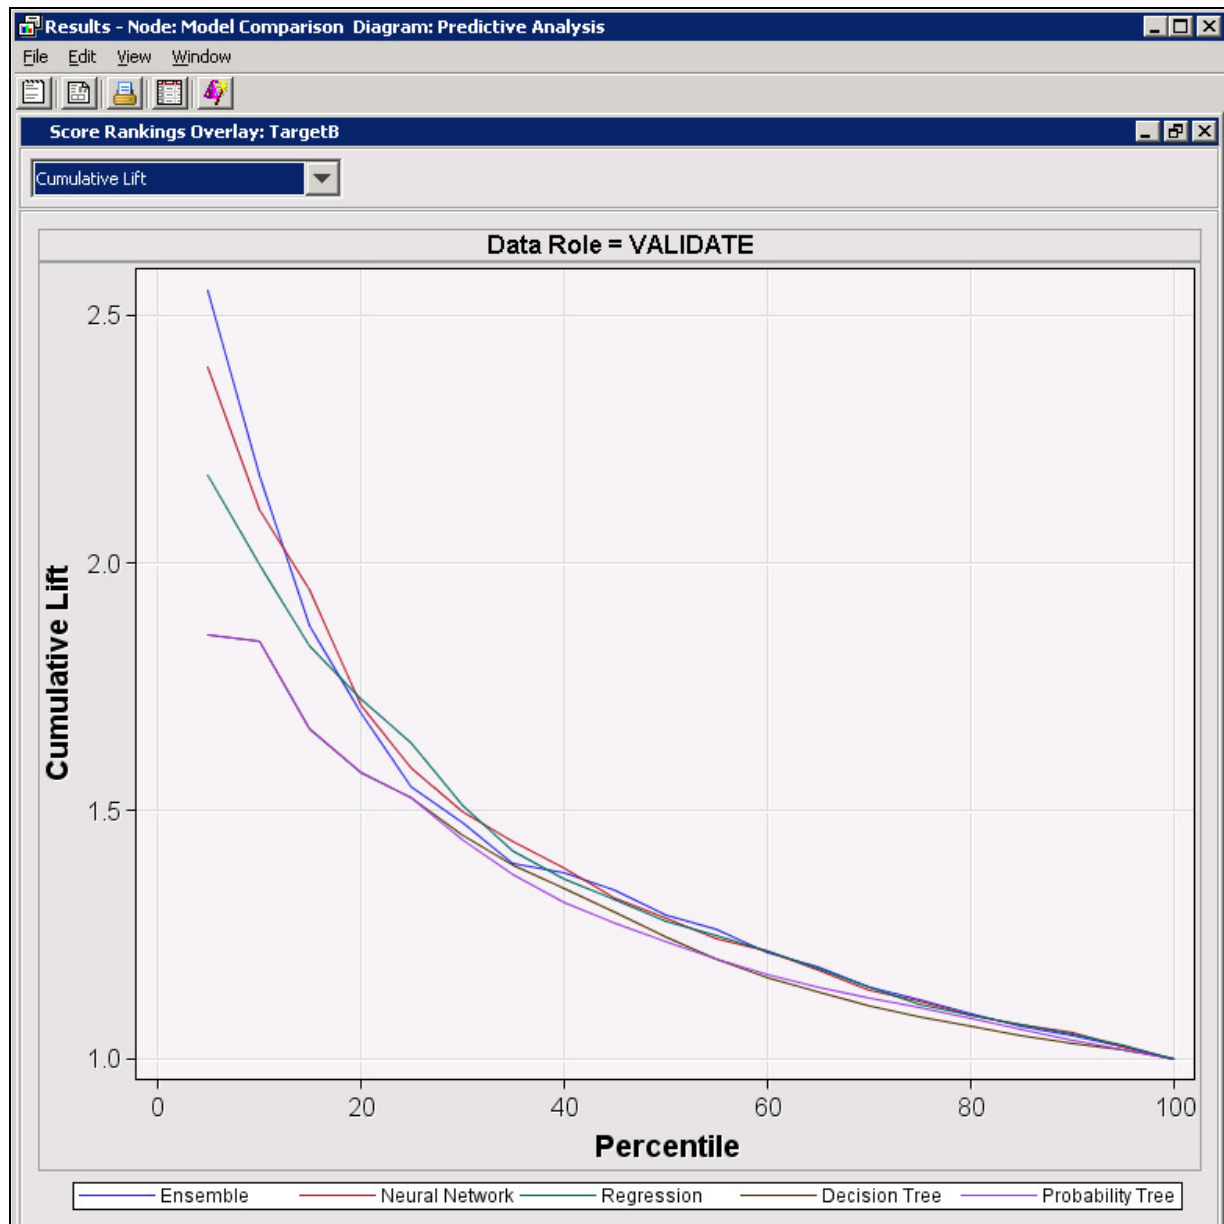 Results - Node: Model Comparison  Diagram: Predictive Analysis
File Edit View Window
Score Rankings Overlay: TargetB
Cumulative Lift
Data Role = VALIDATE
2.5
2.0
1.5
1.0
Cumulative Lift
0 20 40 60 80 100
Percentile
Ensemble Neural Network Regression Decision Tree Probability Tree